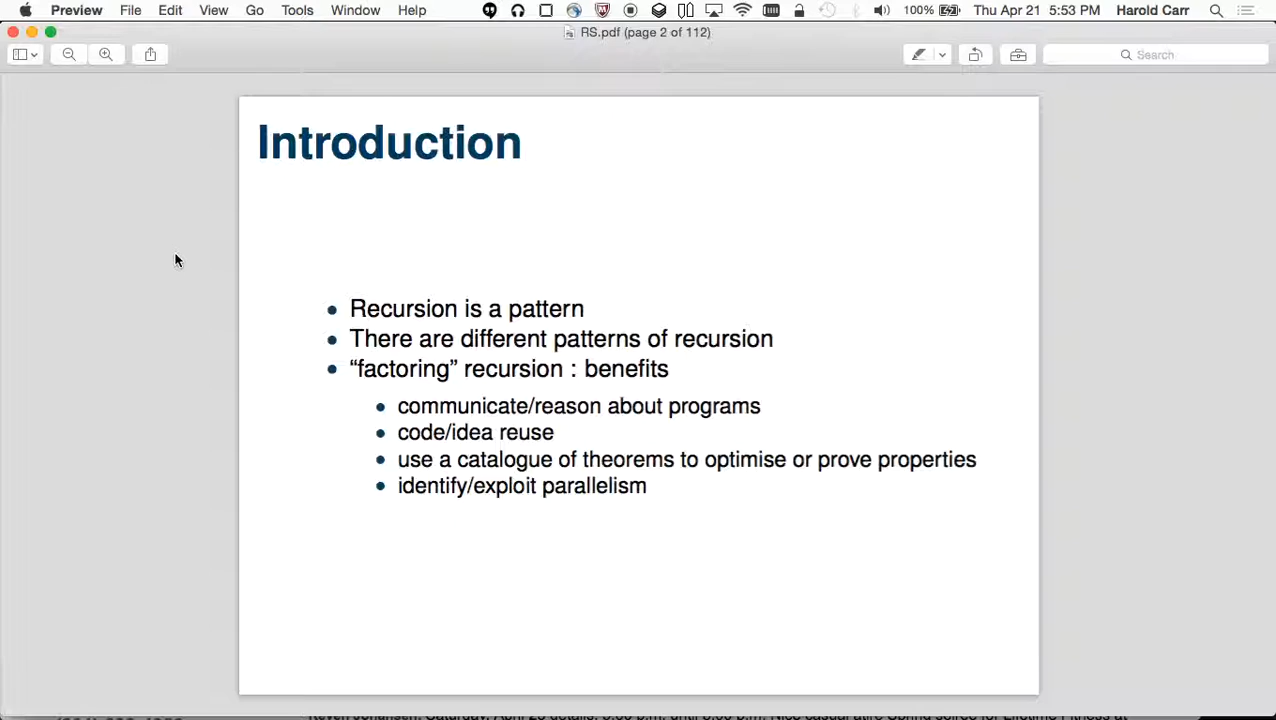 Preview File Edit View Go Tools Window Help 100% Thu Apr 21 5:53 PM Harold Carr
RS.pdf (page 2 of 112)
Search
Introduction
• Recursion is a pattern
• There are different patterns of recursion
• “factoring” recursion : benefits
• communicate/reason about programs
• code/idea reuse
• use a catalogue of theorems to optimise or prove properties
• identify/exploit parallelism